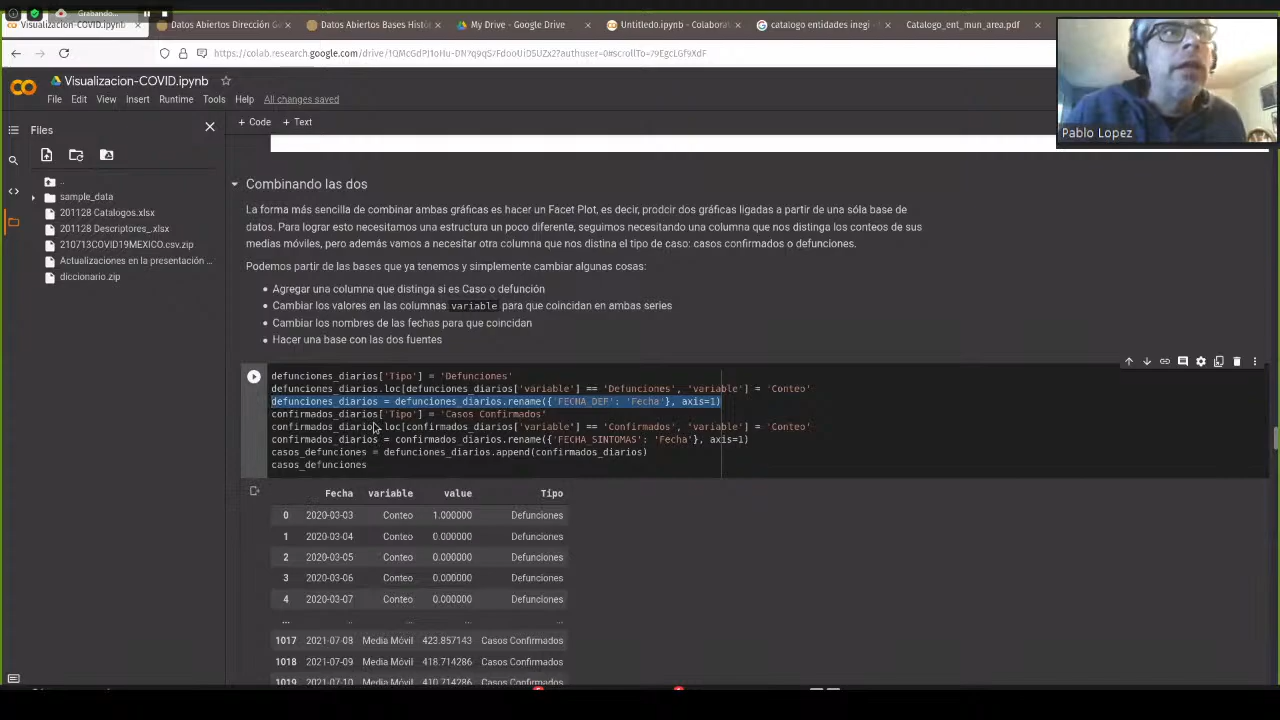 Grabando...
Visualizacion-COVID.ipynb
Datos Abiertos Dirección G
Datos Abiertos Bases Hist
My Drive - Google Drive
Untitled0.ipynb - Colabora
catalogo entidades inegi
Catalogo_ent_mun_area.pdf
Visualizacion-COVID.ipynb
File Edit View Insert Runtime Tools Help All changes saved
Pablo Lopez
Files
+ Code + Text
..
sample_data
201128 Catalogos.xlsx
201128 Descriptores_.xlsx
210713COVID19MEXICO.csv.zip
Actualizaciones en la presentación ...
diccionario.zip
Combinando las dos
La forma más sencilla de combinar ambas gráficas es hacer un Facet Plot, es decir, prodcir dos gráficas ligadas a partir de una sóla base de
datos. Para lograr esto necesitamos una estructura un poco diferente, seguimos necesitando una columna que nos distinga los conteos de sus
medias móviles, pero además vamos a necesitar otra columna que nos distina el tipo de caso: casos confirmados o defunciones.
Podemos partir de las bases que ya tenemos y simplemente cambiar algunas cosas:
• Agregar una columna que distinga si es Caso o defunción
• Cambiar los valores en las columnas variable para que coincidan en ambas series
• Cambiar los nombres de las fechas para que coincidan
• Hacer una base con las dos fuentes
defunciones_diarios['Tipo'] = 'Defunciones'
defunciones_diarios.loc[defunciones_diarios['variable'] == 'Defunciones', 'variable'] = 'Conteo'
defunciones_diarios = defunciones_diarios.rename({'FECHA_DEF': 'Fecha'}, axis=1)
confirmados_diarios['Tipo'] = 'Casos Confirmados'
confirmados_diarios.loc[confirmados_diarios['variable'] == 'Confirmados', 'variable'] = 'Conteo'
confirmados_diarios = confirmados_diarios.rename({'FECHA_SINTOMAS': 'Fecha'}, axis=1)
casos_defunciones = defunciones_diarios.append(confirmados_diarios)
casos_defunciones
Fecha variable value Tipo
0 2020-03-03 Conteo 1.000000 Defunciones
1 2020-03-04 Conteo 0.000000 Defunciones
2 2020-03-05 Conteo 0.000000 Defunciones
3 2020-03-06 Conteo 0.000000 Defunciones
4 2020-03-07 Conteo 0.000000 Defunciones
... ... ... ... ...
1017 2021-07-08 Media Móvil 423.857143 Casos Confirmados
1018 2021-07-09 Media Móvil 418.714286 Casos Confirmados
1019 2021-07-10 Media Móvil 410.714286 Casos Confirmados